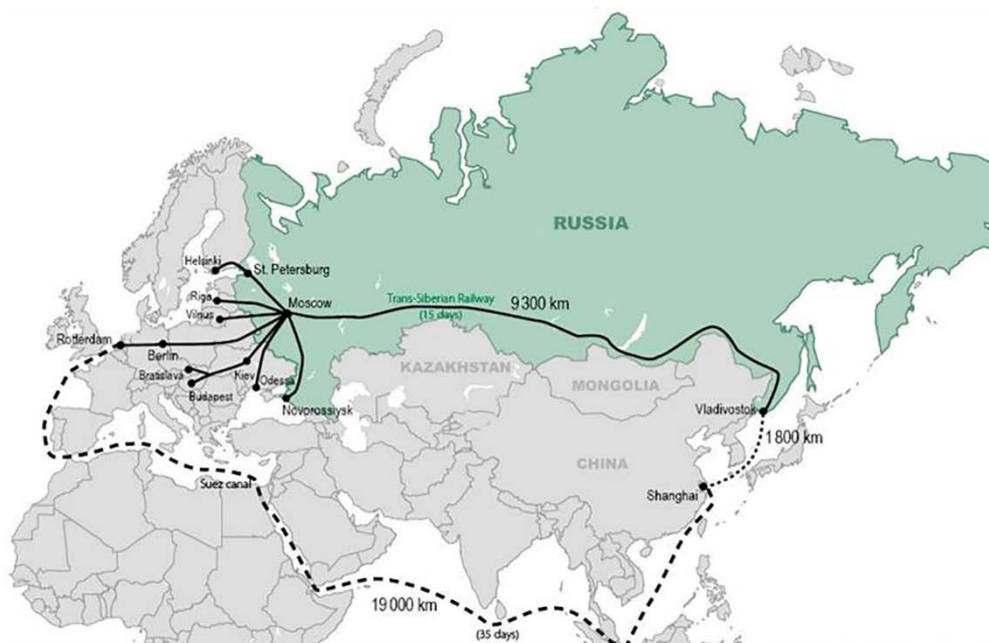 RUSSIA
Helsinki
St. Petersburg
Trans-Siberian Railway
(15 days)
9 300 km
Riga
Moscow
Vilnus
Rotterdam
Berlin
Bratislava
Kiev
Odessa
Budapest
Novorossiysk
KAZAKHSTAN
MONGOLIA
Vladivostok
1 800 km
CHINA
Suez canal
Shanghai
19 000 km
(35 days)